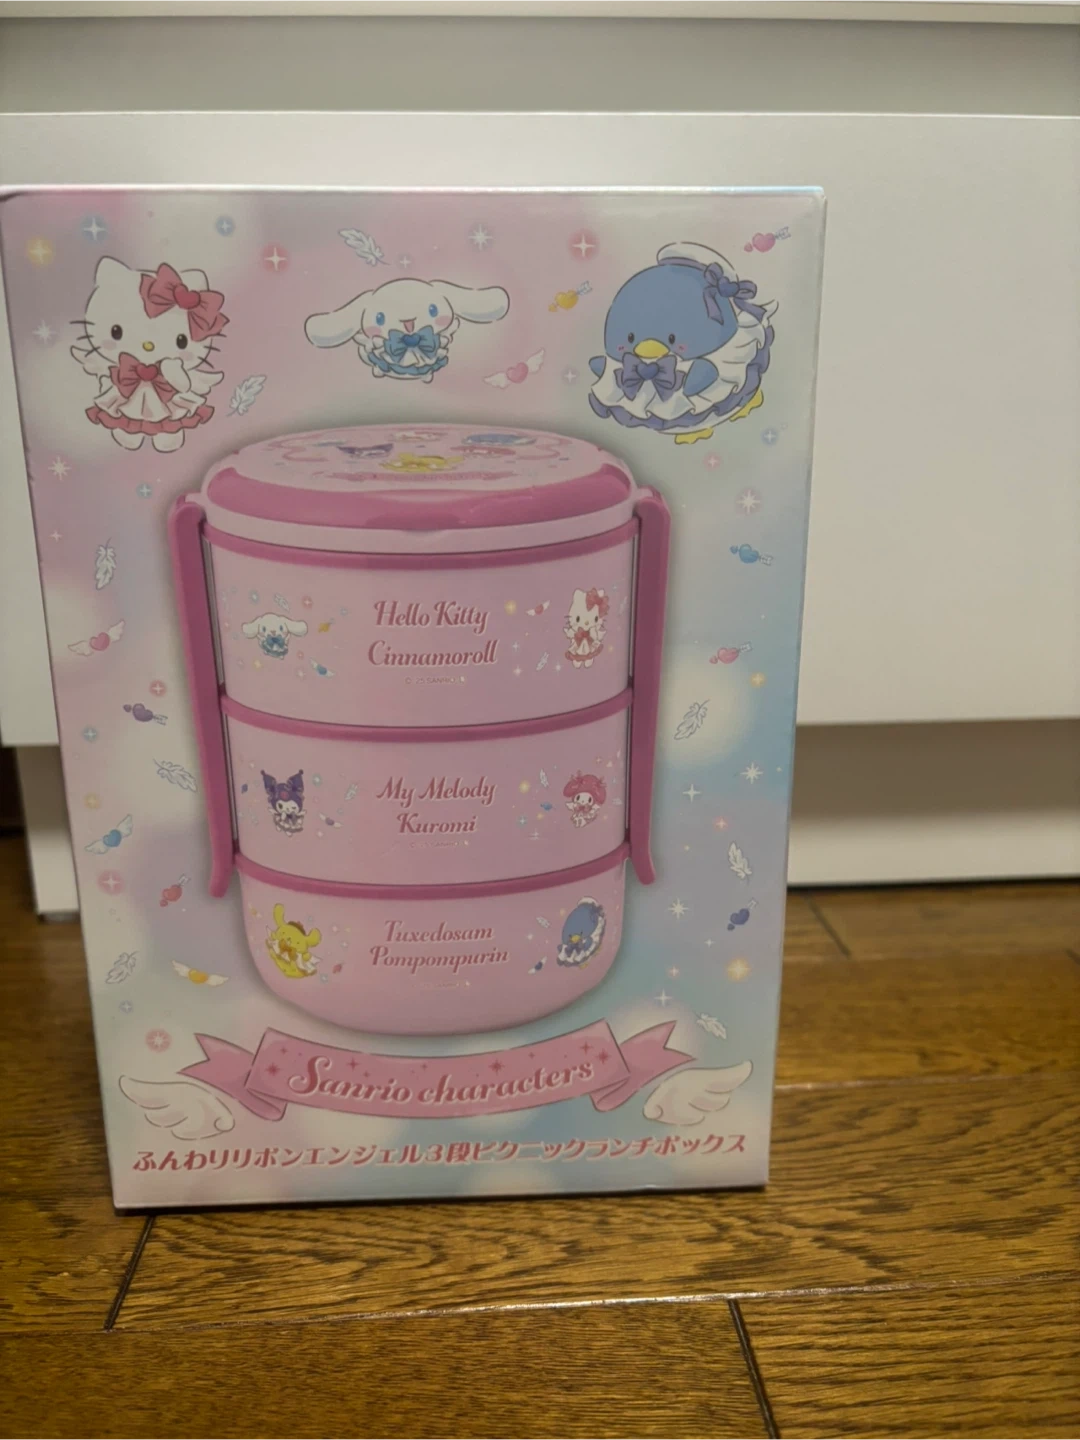 Hello Kitty
Cinnamoroll
My Melody
Kuromi
Tuxedosam
Pompompurin
Sanrio characters
ふんわりリボンエンジェル3段ピクニックランチボックス